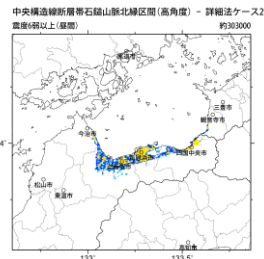 中央構造線断層帯石鎚山脈北縁区間(高角度) - 詳細法ケース2
震度6弱以上(昼間) 約303000
三豊市
観音寺市
今治市
四国中央市
松山市
東温市
高知市
133°
133.5°